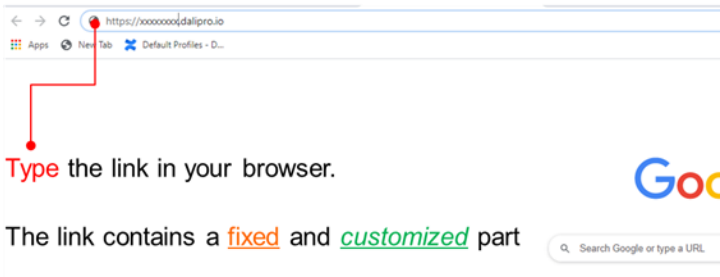 https://xxxxxxxx.dalipro.io
Apps New Tab Default Profiles - D...
Type the link in your browser.
Goo
The link contains a fixed and customized part
Search Google or type a URL